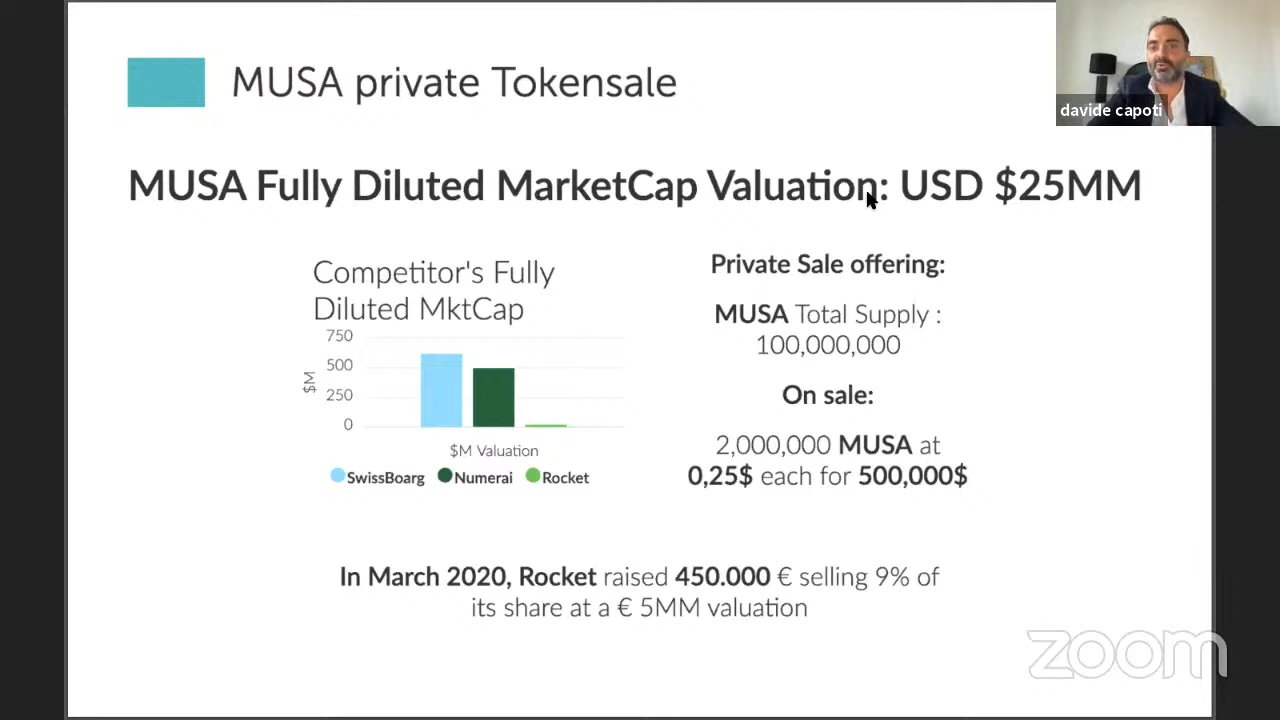 MUSA private Tokensale
davide capoti
MUSA Fully Diluted MarketCap Valuation: USD $25MM
Competitor's Fully
Diluted MktCap
750
500
250
0
$M
$M Valuation
SwissBoarg Numerai Rocket
Private Sale offering:
MUSA Total Supply :
100,000,000
On sale:
2,000,000 MUSA at
0,25$ each for 500,000$
In March 2020, Rocket raised 450.000 € selling 9% of
its share at a € 5MM valuation
zoom